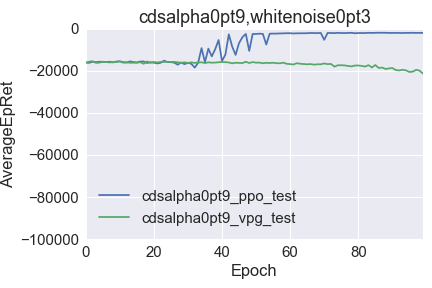 cdsalpha0pt9,whitenoise0pt3
AverageEpRet
0
−20000
−40000
−60000
−80000
−100000
cdsalpha0pt9_ppo_test
cdsalpha0pt9_vpg_test
0 20 40 60 80
Epoch